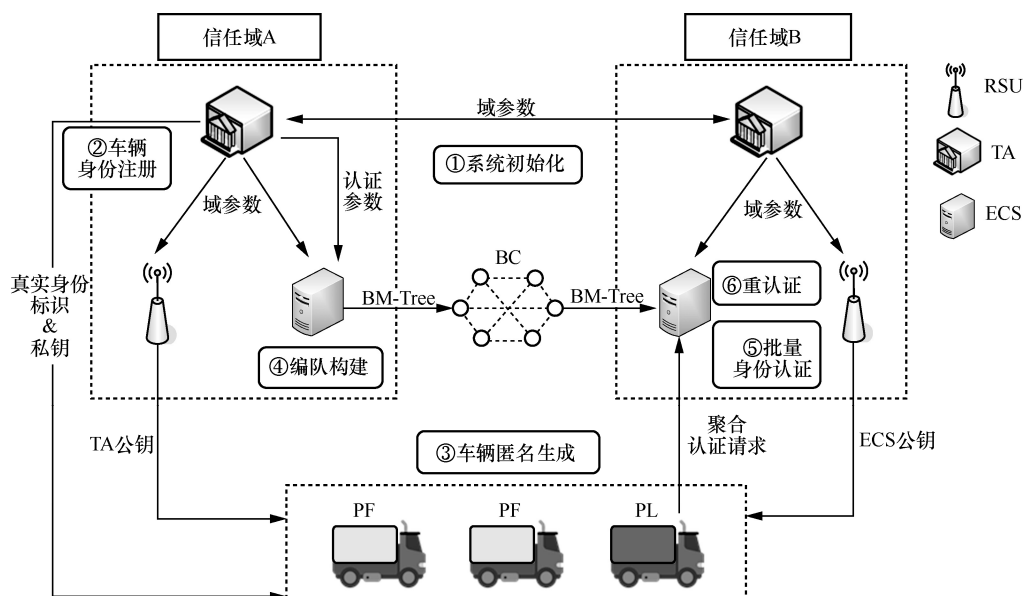 信任域A
信任域B
RSU
TA
ECS
域参数
②车辆
身份注册
①系统初始化
认证
参数
域参数
域参数
真实身份
标识
&
私钥
BC
BM-Tree
BM-Tree
⑥重认证
④编队构建
⑤批量
身份认证
TA公钥
③车辆匿名生成
聚合
认证请求
ECS公钥
PF
PF
PL